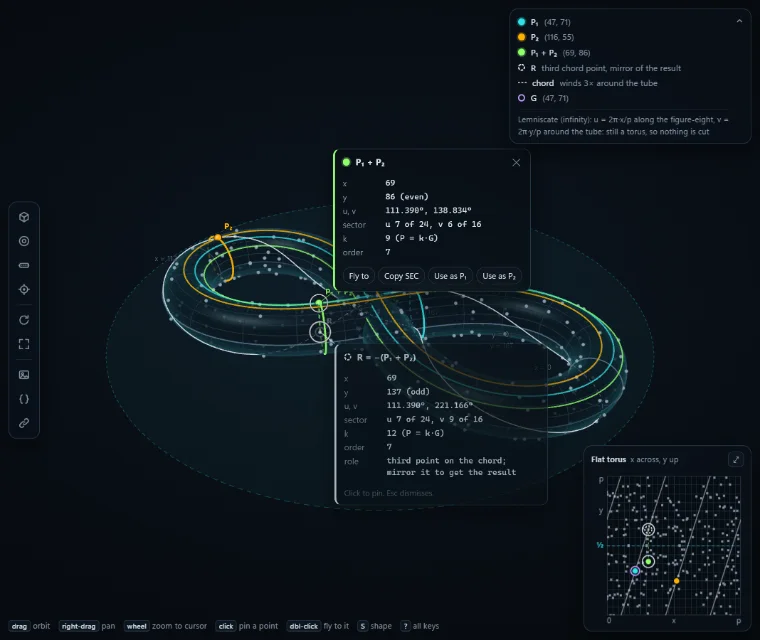 P₁ (47, 71)
P₂ (116, 55)
P₁ + P₂ (69, 86)
R third chord point, mirror of the result
chord winds 3× around the tube
G (47, 71)
Lemniscate (infinity): u = 2π·x/p along the figure-eight, v =
2π·y/p around the tube: still a torus, so nothing is cut
P₁ + P₂
x 69
y 86 (even)
u, v 111.390°, 138.834°
sector u 7 of 24, v 6 of 16
k 9 (P = k·G)
order 7
Fly to Copy SEC Use as P₁ Use as P₂
P₂
R = −(P₁ + P₂)
x 69
y 137 (odd)
u, v 111.390°, 221.166°
sector u 7 of 24, v 9 of 16
k 12 (P = k·G)
order 7
role third point on the chord;
mirror it to get the result
Click to pin. Esc dismisses.
Flat torus x across, y up
p
y
½
0 x p
drag orbit right-drag pan wheel zoom to cursor click pin a point dbl-click fly to it S shape ? all keys